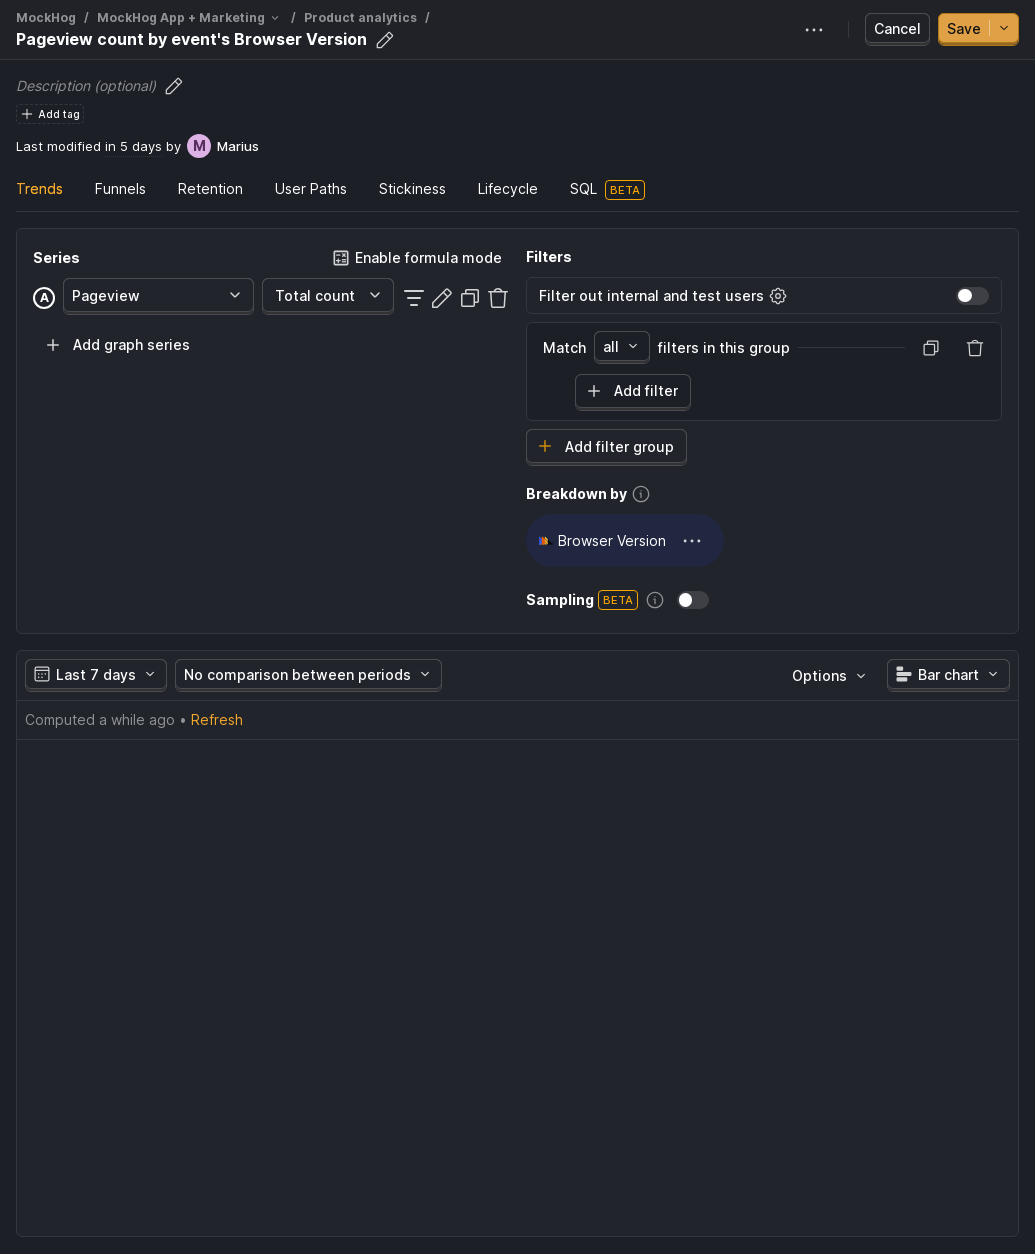 MockHog / MockHog App + Marketing / Product analytics /
Pageview count by event's Browser Version
Cancel
Save
Description (optional)
Add tag
Last modified in 5 days by M Marius
Trends Funnels Retention User Paths Stickiness Lifecycle SQL BETA
Series
Enable formula mode
A Pageview Total count
Add graph series
Filters
Filter out internal and test users
Match all filters in this group
Add filter
Add filter group
Breakdown by
Browser Version
Sampling BETA
Last 7 days No comparison between periods Options Bar chart
Computed a while ago • Refresh